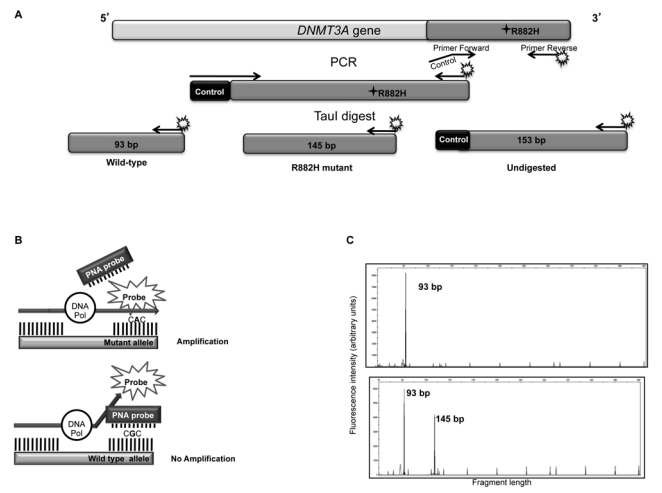 A
5′
3′
DNMT3A gene
R882H
Primer Forward
Primer Reverse
Control
PCR
Control
R882H
TauI digest
93 bp
145 bp
Control
153 bp
Wild-type
R882H mutant
Undigested
B
PNA probe
Probe
DNA
Pol
CAC
Mutant allele
Amplification
Probe
PNA probe
DNA
Pol
CGC
Wild type allele
No Amplification
C
Fluorescence intensity (arbitrary units)
93 bp
93 bp
145 bp
Fragment length